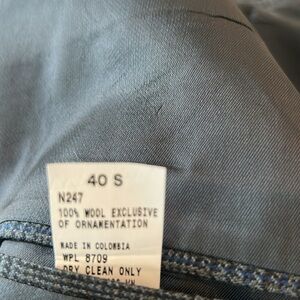 40 S
N247
100% WOOL EXCLUSIVE
OF ORNAMENTATION
MADE IN COLOMBIA
WPL 8709
DRY CLEAN ONLY